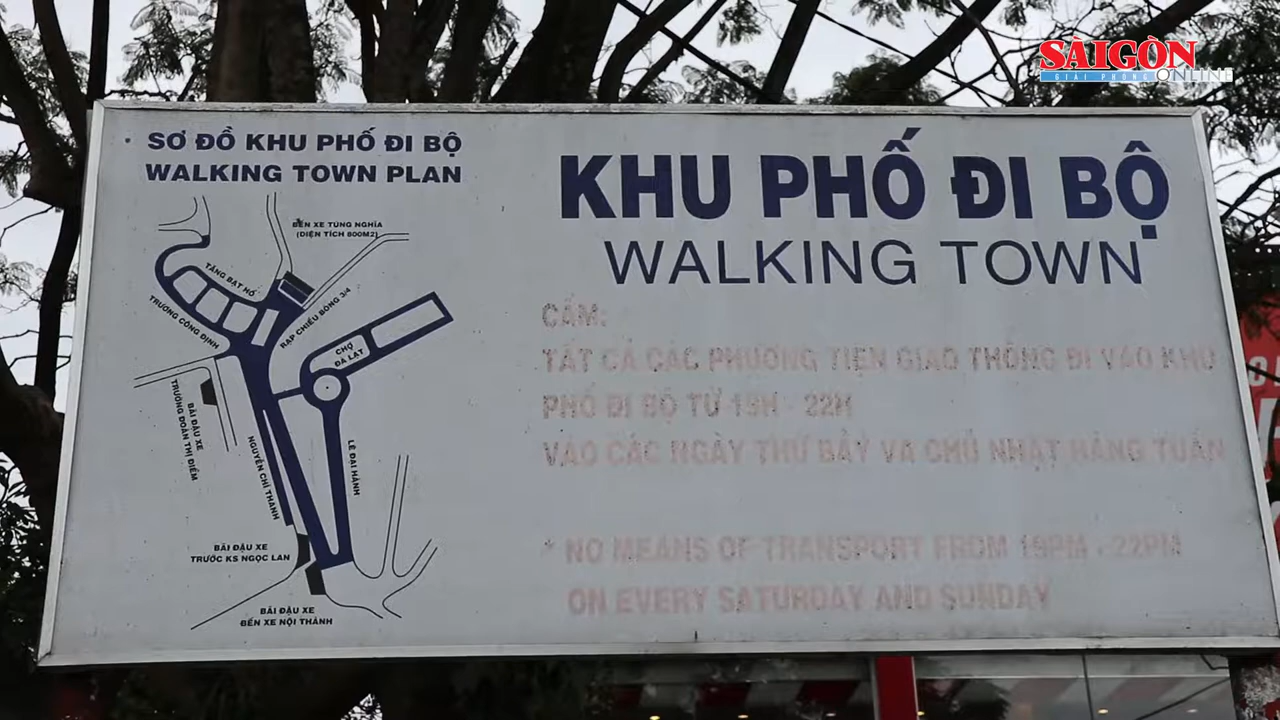 SÀIGÒN
GIẢI PHÓNG ONLINE
SƠ ĐỒ KHU PHỐ ĐI BỘ
WALKING TOWN PLAN
BẾN XE TÙNG NGHĨA
(DIỆN TÍCH 800M2)
TĂNG BẠT HỔ
TRƯƠNG CÔNG ĐỊNH
RẠP CHIẾU BÓNG 3/4
CHỢ
ĐÀ LẠT
BÃI ĐẬU XE
TRƯỜNG ĐOÀN THỊ ĐIỂM
NGUYỄN CHÍ THANH
LÊ ĐẠI HÀNH
BÃI ĐẬU XE
TRƯỚC KS NGỌC LAN
BÃI ĐẬU XE
BẾN XE NỘI THÀNH
KHU PHỐ ĐI BỘ
WALKING TOWN
CẤM:
TẤT CẢ CÁC PHƯƠNG TIỆN GIAO THÔNG ĐI VÀO KHU
PHỐ ĐI BỘ TỪ 19H - 22H
VÀO CÁC NGÀY THỨ BẢY VÀ CHỦ NHẬT HÀNG TUẦN
* NO MEANS OF TRANSPORT FROM 19PM - 22PM
ON EVERY SATURDAY AND SUNDAY